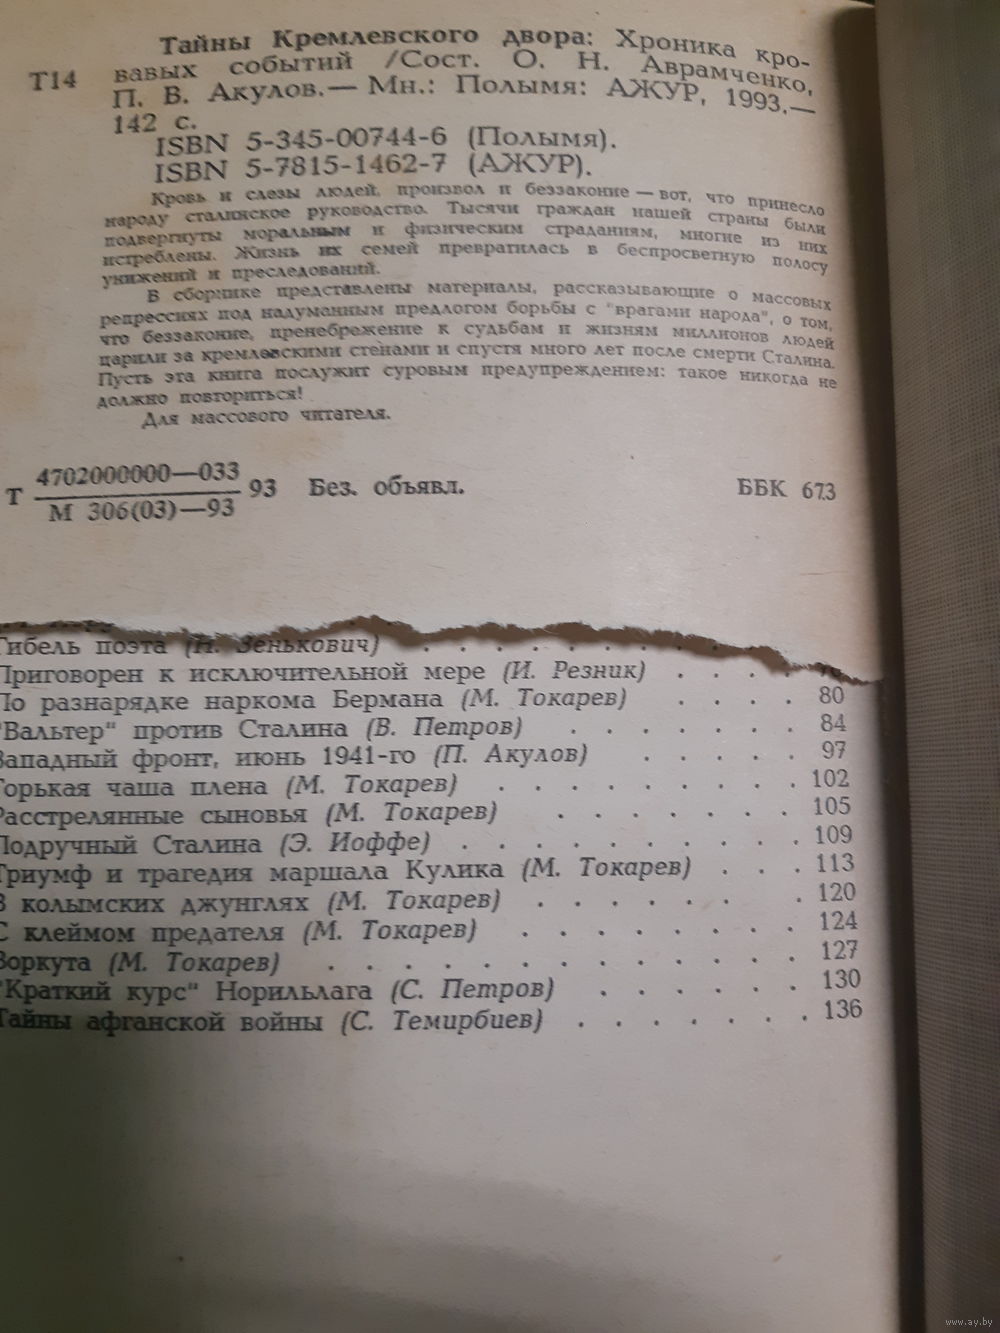 Тайны Кремлевского двора: Хроника кро-
Т14 вавых событий /Сост. О. Н. Аврамченко,
П. В. Акулов.— Мн.: Полымя: АЖУР, 1993.—
142 с.
ISBN 5-345-00744-6 (Полымя).
ISBN 5-7815-1462-7 (АЖУР).
Кровь и слезы людей, произвол и беззаконие — вот, что принесло
народу сталинское руководство. Тысячи граждан нашей страны были
подвергнуты моральным и физическим страданиям, многие из них
истреблены. Жизнь их семей превратилась в беспросветную полосу
унижений и преследований.
В сборнике представлены материалы, рассказывающие о массовых
репрессиях под надуманным предлогом борьбы с "врагами народа", о том,
что беззаконие, пренебрежение к судьбам и жизням миллионов людей
царили за кремлевскими стенами и спустя много лет после смерти Сталина.
Пусть эта книга послужит суровым предупреждением: такое никогда не
должно повториться!
Для массового читателя.
4702000000—033
Т 93 Без. объявл. ББК 67.3
М 306(03)—93
Гибель поэта (Н. Зенькович) . . . . . . . .
Приговорен к исключительной мере (И. Резник) . . . .
По разнарядке наркома Бермана (М. Токарев) . . . . 80
"Вальтер" против Сталина (В. Петров) . . . . . . 84
Западный фронт, июнь 1941-го (П. Акулов) . . . . . 97
Горькая чаша плена (М. Токарев) . . . . . . . . 102
Расстрелянные сыновья (М. Токарев) . . . . . . . 105
Подручный Сталина (Э. Иоффе) . . . . . . . . . 109
Триумф и трагедия маршала Кулика (М. Токарев) . . . 113
В колымских джунглях (М. Токарев) . . . . . . . 120
С клеймом предателя (М. Токарев) . . . . . . . . 124
Воркута (М. Токарев) . . . . . . . . . . . . . 127
"Краткий курс" Норильлага (С. Петров) . . . . . . 130
Тайны афганской войны (С. Темирбиев) . . . . . . . 136
www.ay.by